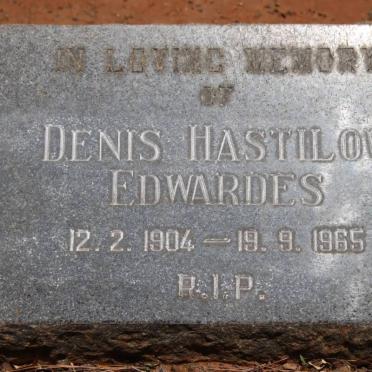 IN LOVING MEMORY
OF
DENIS HASTILOW
EDWARDES
12. 2. 1904 — 19. 9. 1965
R.I.P.